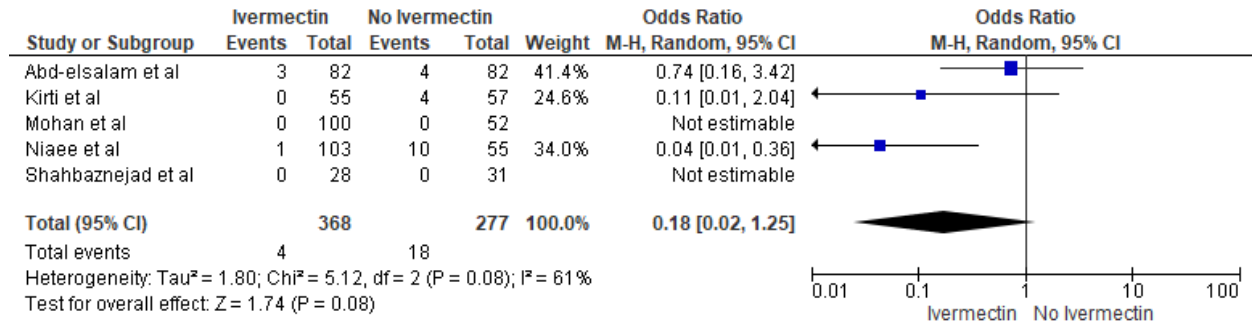 Ivermectin No Ivermectin Odds Ratio Odds Ratio
Study or Subgroup Events Total Events Total Weight M-H, Random, 95% CI M-H, Random, 95% CI
Abd-elsalam et al 3 82 4 82 41.4% 0.74 [0.16, 3.42]
Kirti et al 0 55 4 57 24.6% 0.11 [0.01, 2.04]
Mohan et al 0 100 0 52 Not estimable
Niaee et al 1 103 10 55 34.0% 0.04 [0.01, 0.36]
Shahbaznejad et al 0 28 0 31 Not estimable
Total (95% CI) 368 277 100.0% 0.18 [0.02, 1.25]
Total events 4 18
Heterogeneity: Tau² = 1.80; Chi² = 5.12, df = 2 (P = 0.08); I² = 61%
Test for overall effect: Z = 1.74 (P = 0.08)
0.01 0.1 1 10 100
Ivermectin No Ivermectin